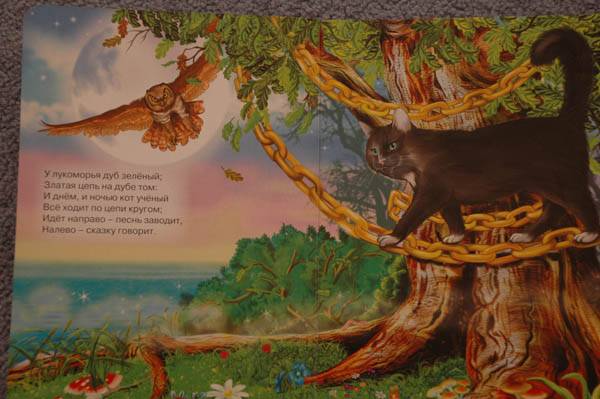 У лукоморья дуб зелёный;
Златая цепь на дубе том:
И днём, и ночью кот учёный
Всё ходит по цепи кругом;
Идёт направо – песнь заводит,
Налево – сказку говорит.